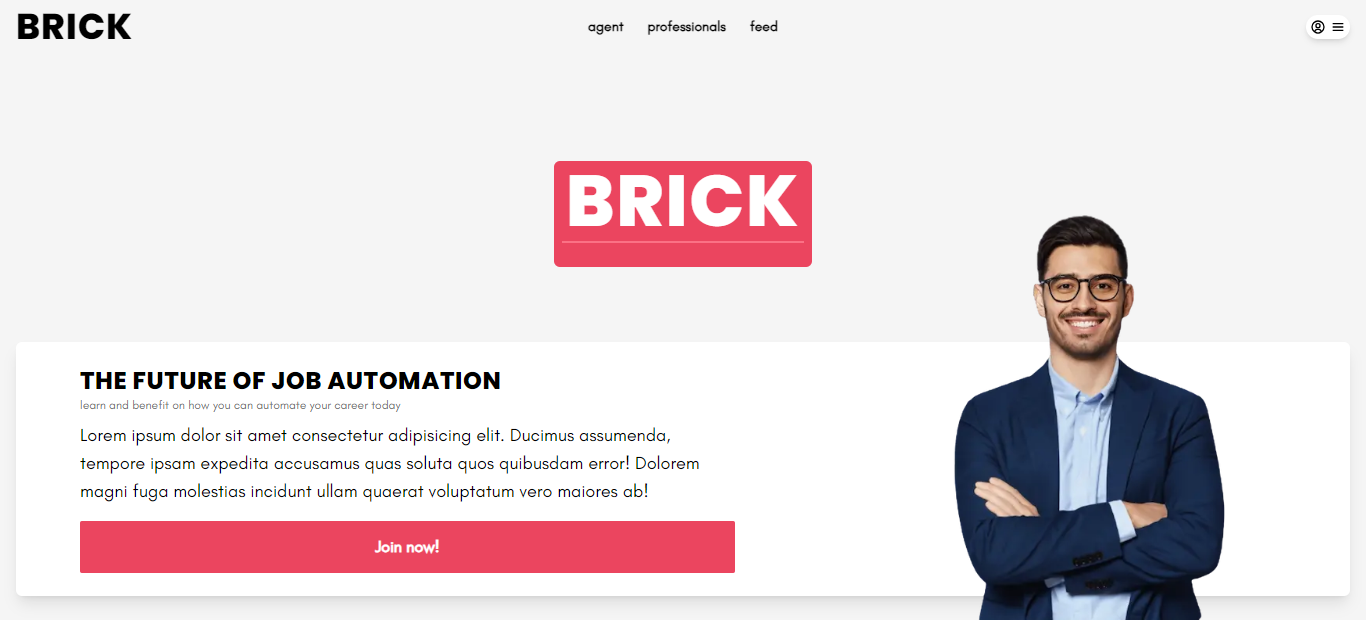 BRICK
agent professionals feed
BRICK
THE FUTURE OF JOB AUTOMATION
learn and benefit on how you can automate your career today
Lorem ipsum dolor sit amet consectetur adipisicing elit. Ducimus assumenda,
tempore ipsam expedita accusamus quas soluta quos quibusdam error! Dolorem
magni fuga molestias incidunt ullam quaerat voluptatum vero maiores ab!
Join now!